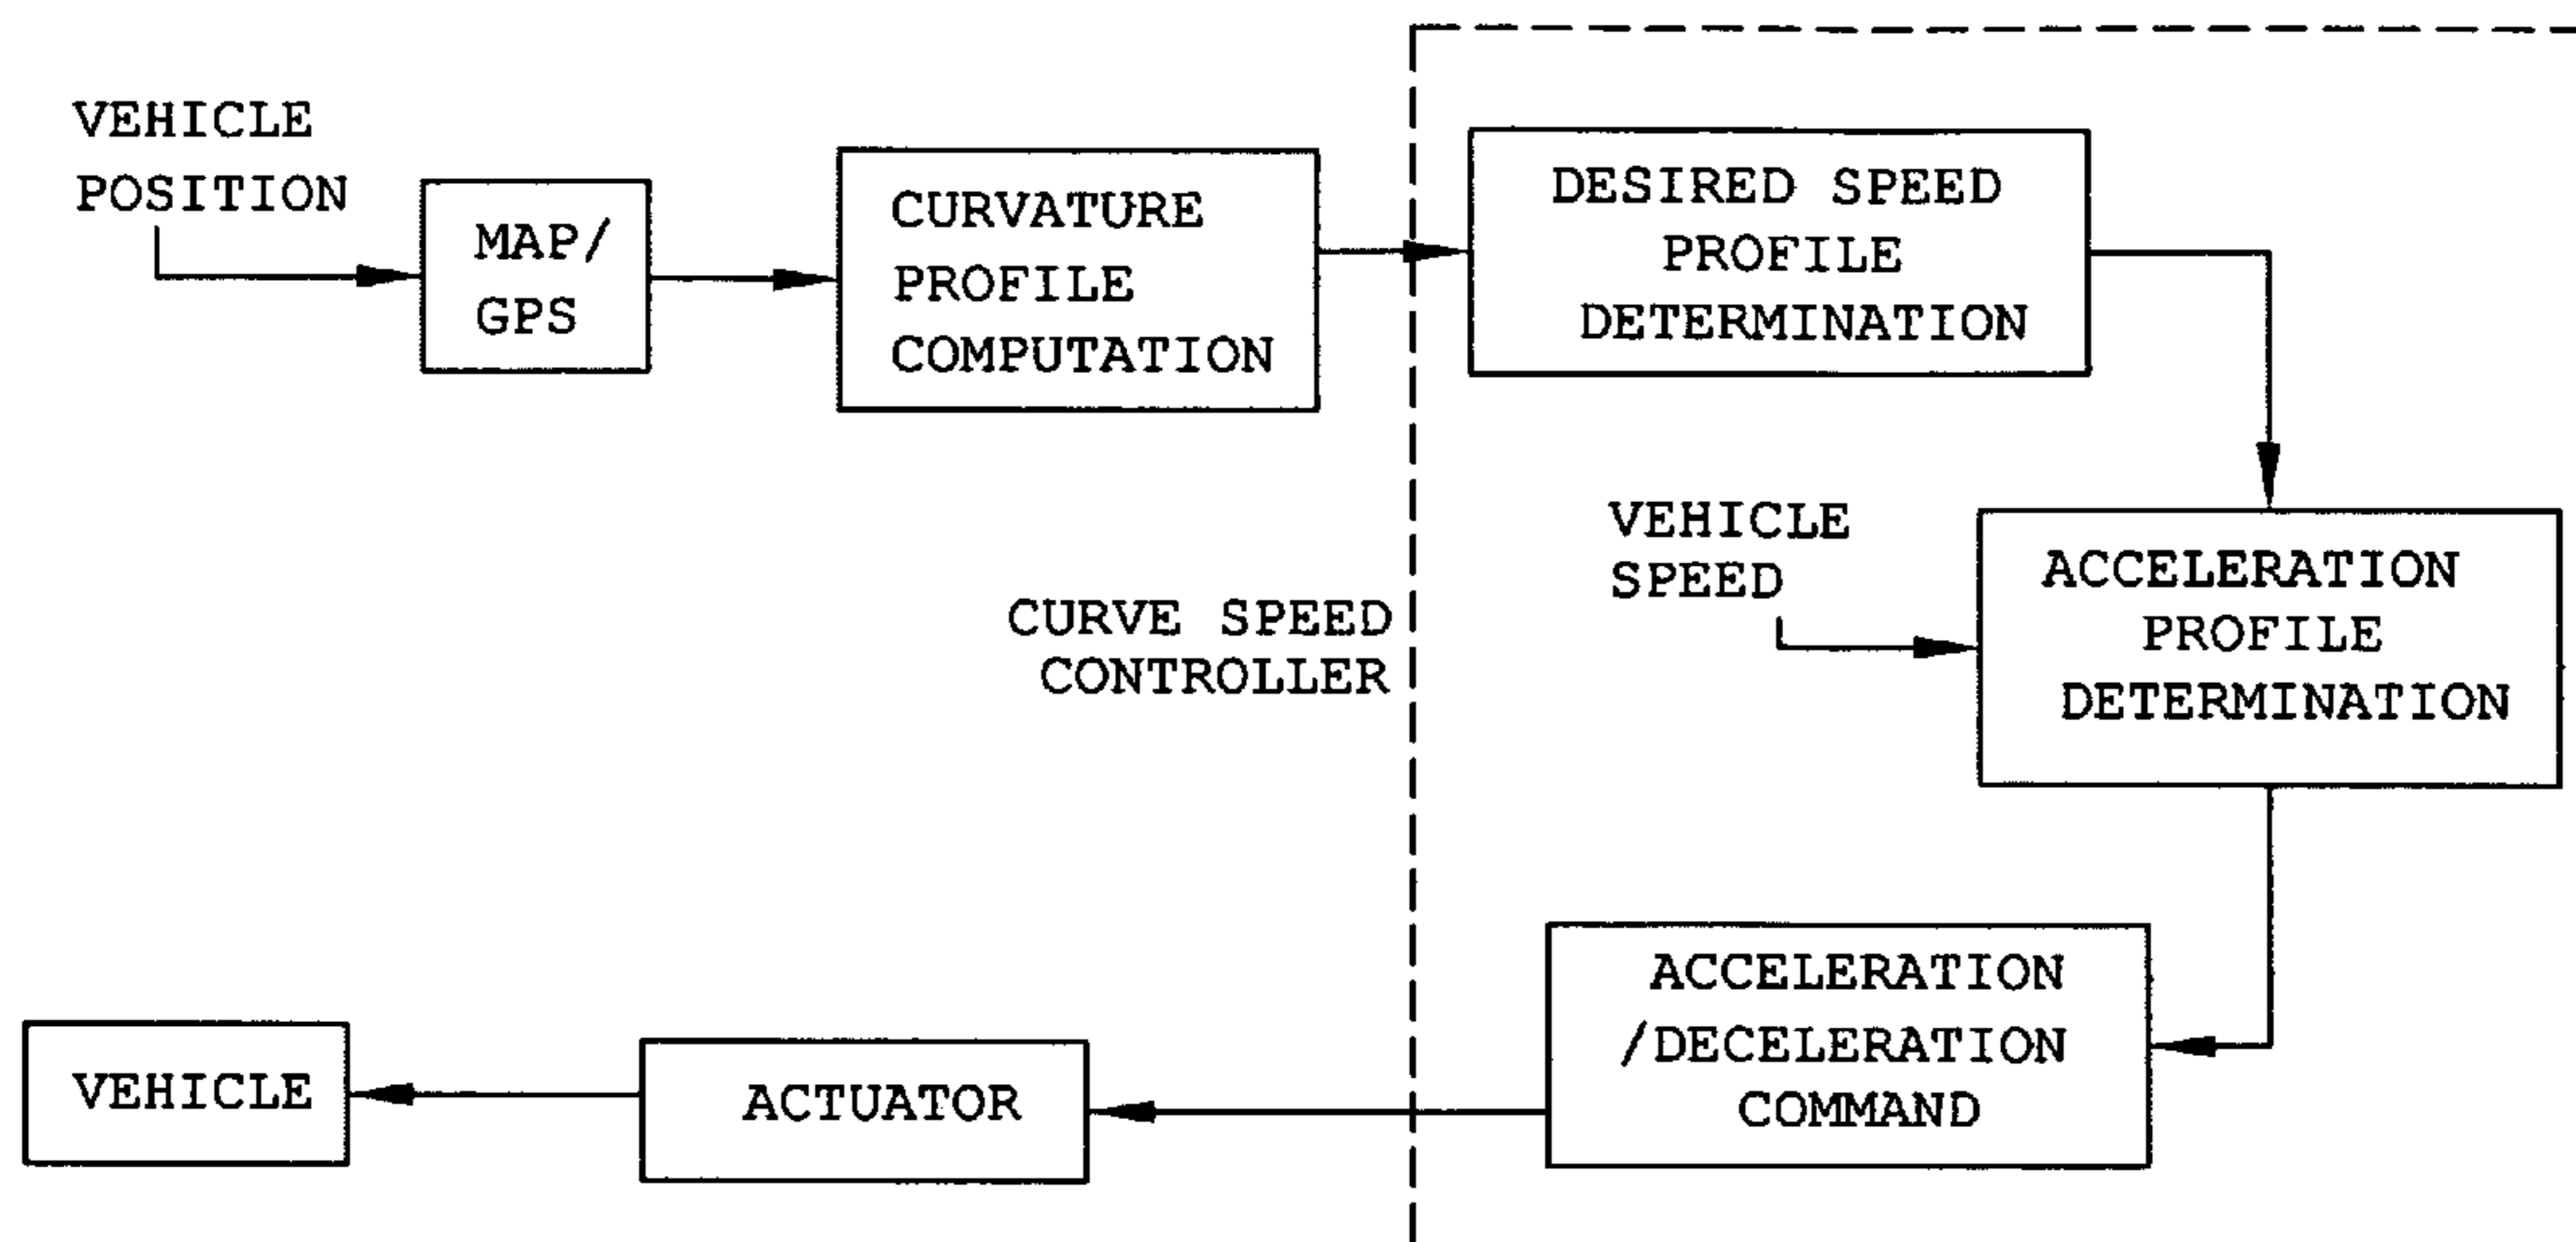 VEHICLE
POSITION
MAP/
GPS
CURVATURE
PROFILE
COMPUTATION
DESIRED SPEED
PROFILE
DETERMINATION
VEHICLE
SPEED
ACCELERATION
PROFILE
DETERMINATION
CURVE SPEED
CONTROLLER
ACCELERATION
/DECELERATION
COMMAND
ACTUATOR
VEHICLE